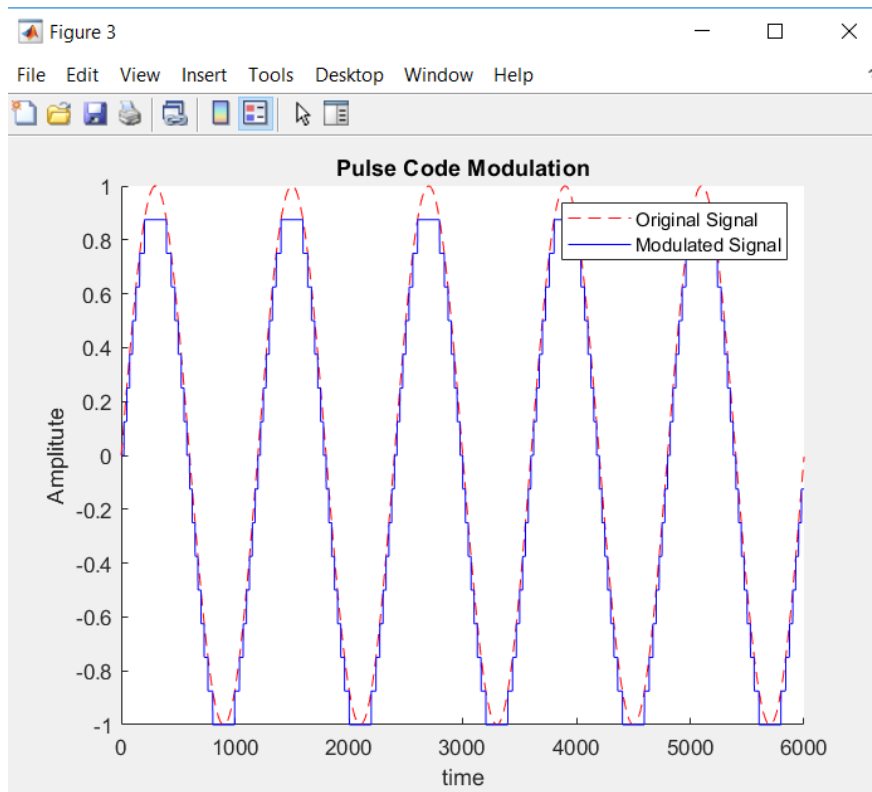 Figure 3
File Edit View Insert Tools Desktop Window Help
Pulse Code Modulation
Original Signal
Modulated Signal
1
0.8
0.6
0.4
0.2
0
-0.2
-0.4
-0.6
-0.8
-1
Amplitute
0 1000 2000 3000 4000 5000 6000
time